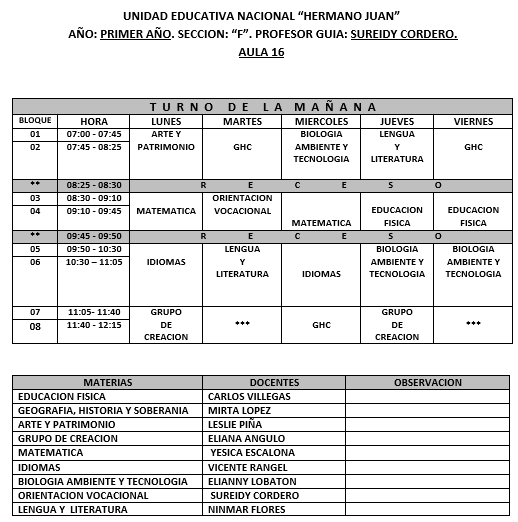 UNIDAD EDUCATIVA NACIONAL “HERMANO JUAN”
AÑO: PRIMER AÑO. SECCION: “F”. PROFESOR GUIA: SUREIDY CORDERO.
AULA 16
TURNO DE LA MAÑANA
BLOQUE HORA LUNES MARTES MIERCOLES JUEVES VIERNES
01 07:00 - 07:45 ARTE Y BIOLOGIA LENGUA
02 07:45 - 08:25 PATRIMONIO GHC AMBIENTE Y Y GHC
TECNOLOGIA LITERATURA
** 08:25 - 08:30 R E C E S O
03 08:30 - 09:10 ORIENTACION
04 09:10 - 09:45 MATEMATICA VOCACIONAL EDUCACION EDUCACION
MATEMATICA FISICA FISICA
** 09:45 - 09:50 R E C E S O
05 09:50 - 10:30 LENGUA BIOLOGIA BIOLOGIA
06 10:30 – 11:05 IDIOMAS Y AMBIENTE Y AMBIENTE Y
LITERATURA IDIOMAS TECNOLOGIA TECNOLOGIA
07 11:05- 11:40 GRUPO GRUPO
08 11:40 - 12:15 DE *** GHC DE ***
CREACION CREACION
MATERIAS DOCENTES OBSERVACION
EDUCACION FISICA CARLOS VILLEGAS
GEOGRAFIA, HISTORIA Y SOBERANIA MIRTA LOPEZ
ARTE Y PATRIMONIO LESLIE PIÑA
GRUPO DE CREACION ELIANA ANGULO
MATEMATICA YESICA ESCALONA
IDIOMAS VICENTE RANGEL
BIOLOGIA AMBIENTE Y TECNOLOGIA ELIANNY LOBATON
ORIENTACION VOCACIONAL SUREIDY CORDERO
LENGUA Y LITERATURA NINMAR FLORES